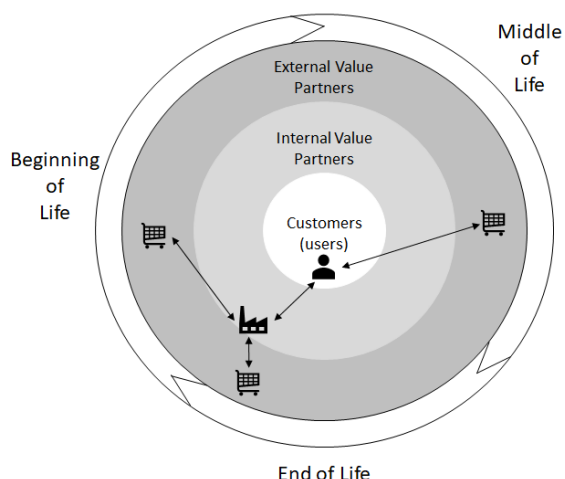 Middle
of
Life
External Value
Partners
Internal Value
Partners
Beginning
of
Life
Customers
(users)
End of Life